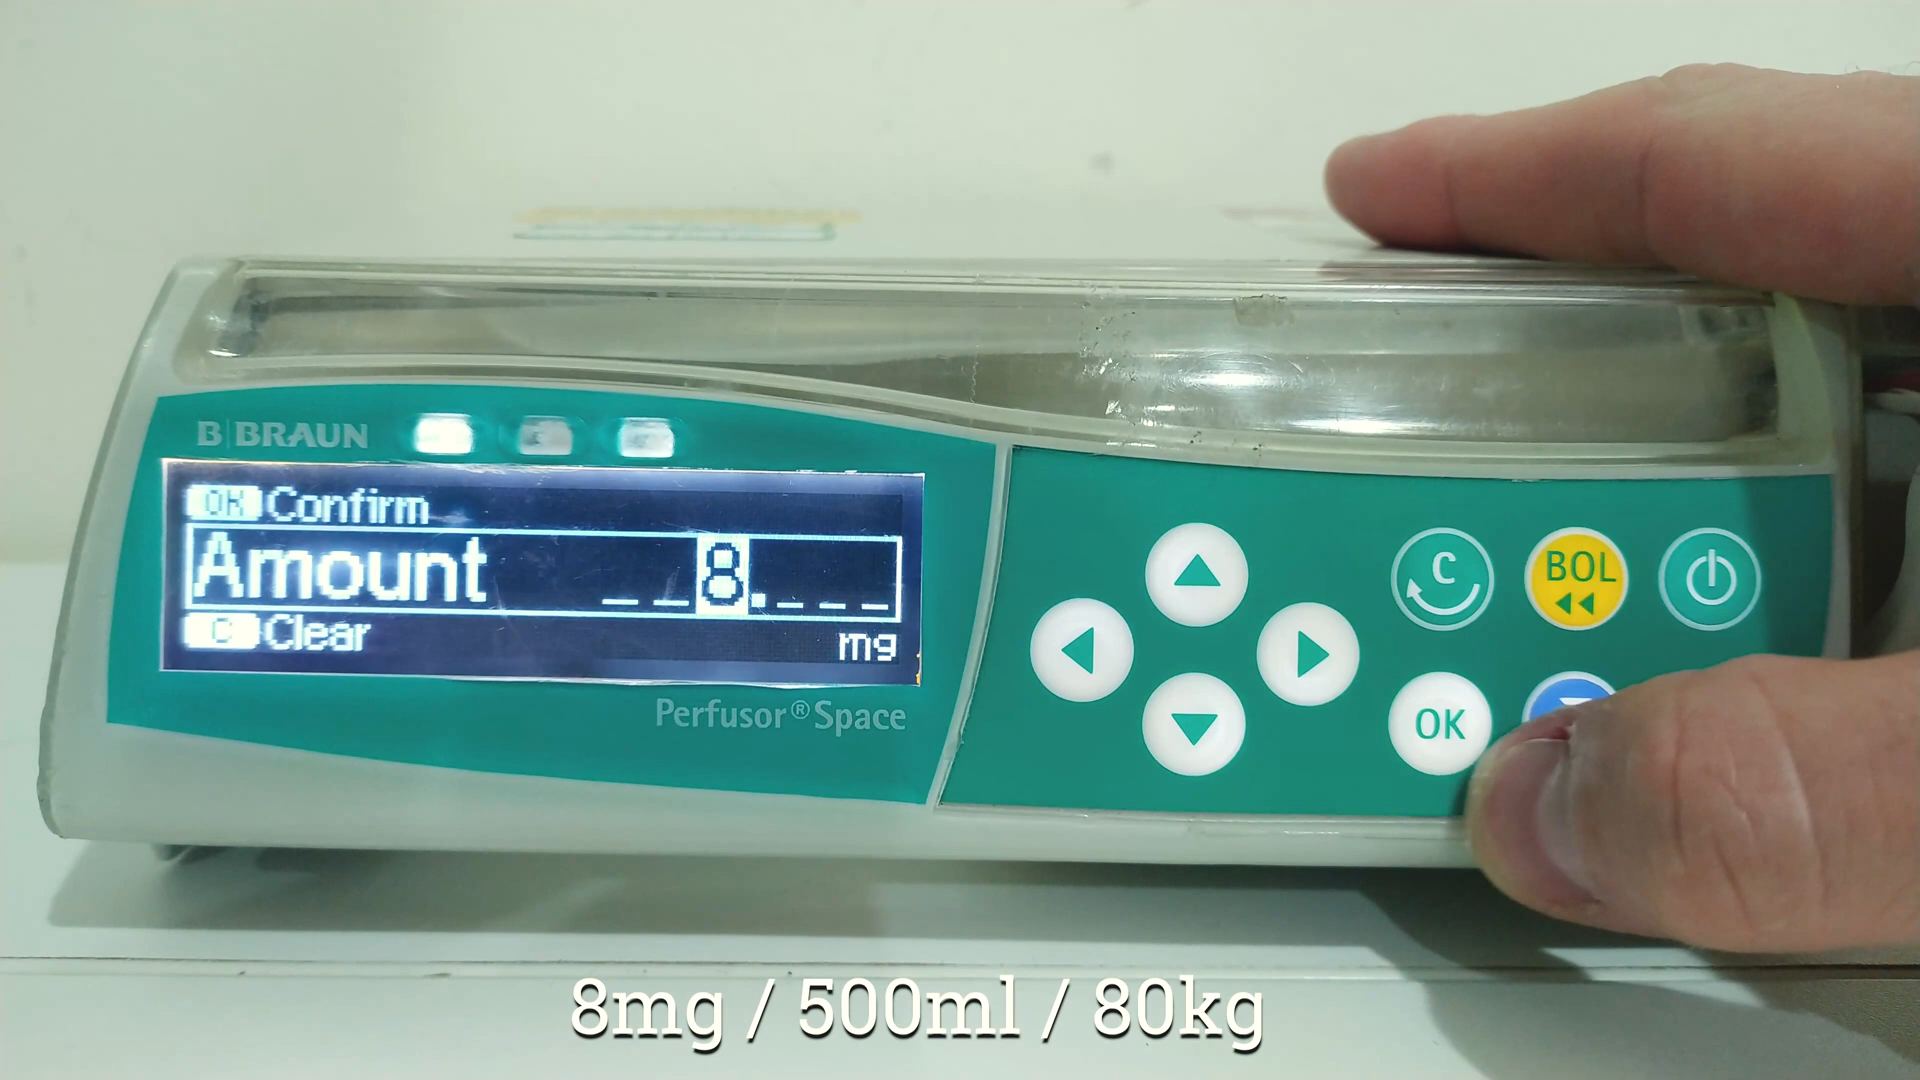 B|BRAUN
OK Confirm
Amount _ _ 8 . _ _ _
C Clear mg
Perfusor® Space
C
BOL
OK
8mg / 500ml / 80kg